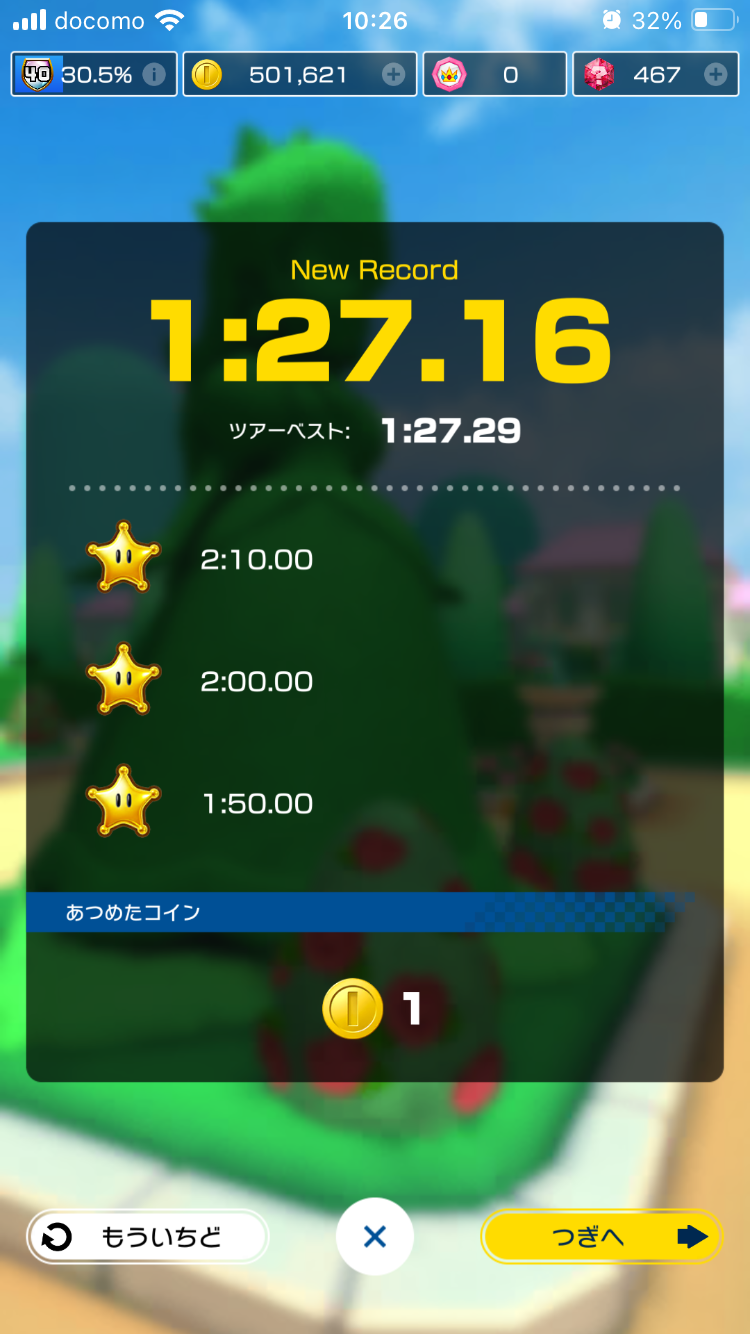 docomo 10:26 32%
40 30.5% i 501,621 + 0 ? 467 +
New Record
1:27.16
ツアーベスト: 1:27.29
2:10.00
2:00.00
1:50.00
あつめたコイン
1
もういちど × つぎへ